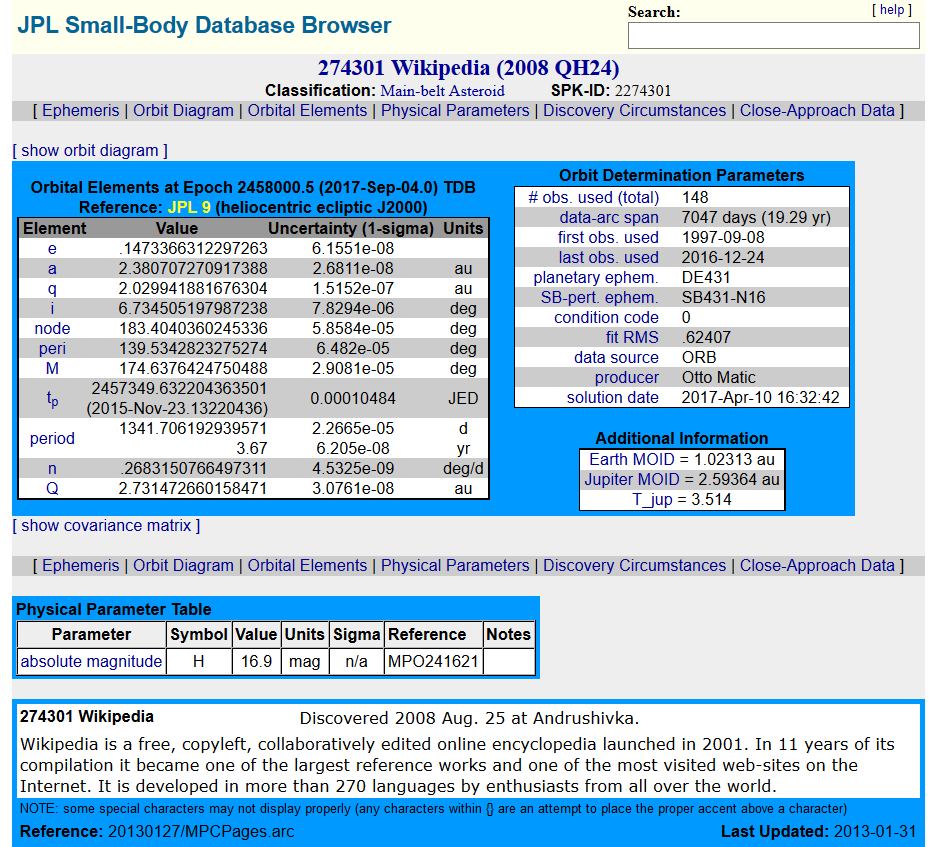 JPL Small-Body Database Browser
Search:
[ help ]
274301 Wikipedia (2008 QH24)
Classification: Main-belt Asteroid SPK-ID: 2274301
[ Ephemeris | Orbit Diagram | Orbital Elements | Physical Parameters | Discovery Circumstances | Close-Approach Data ]
[ show orbit diagram ]
Orbital Elements at Epoch 2458000.5 (2017-Sep-04.0) TDB
Reference: JPL 9 (heliocentric ecliptic J2000)
Element Value Uncertainty (1-sigma) Units
e .1473366312297263 6.1551e-08
a 2.380707270917388 2.6811e-08 au
q 2.029941881676304 1.5152e-07 au
i 6.734505197987238 7.8294e-06 deg
node 183.4040360245336 5.8584e-05 deg
peri 139.5342823275274 6.482e-05 deg
M 174.6376424750488 2.9081e-05 deg
tp 2457349.632204363501 0.00010484 JED
(2015-Nov-23.13220436)
period 1341.706192939571 2.2665e-05 d
3.67 6.205e-08 yr
n .2683150766497311 4.5325e-09 deg/d
Q 2.731472660158471 3.0761e-08 au
Orbit Determination Parameters
# obs. used (total) 148
data-arc span 7047 days (19.29 yr)
first obs. used 1997-09-08
last obs. used 2016-12-24
planetary ephem. DE431
SB-pert. ephem. SB431-N16
condition code 0
fit RMS .62407
data source ORB
producer Otto Matic
solution date 2017-Apr-10 16:32:42
Additional Information
Earth MOID = 1.02313 au
Jupiter MOID = 2.59364 au
T_jup = 3.514
[ show covariance matrix ]
[ Ephemeris | Orbit Diagram | Orbital Elements | Physical Parameters | Discovery Circumstances | Close-Approach Data ]
Physical Parameter Table
Parameter Symbol Value Units Sigma Reference Notes
absolute magnitude H 16.9 mag n/a MPO241621
274301 Wikipedia Discovered 2008 Aug. 25 at Andrushivka.
Wikipedia is a free, copyleft, collaboratively edited online encyclopedia launched in 2001. In 11 years of its
compilation it became one of the largest reference works and one of the most visited web-sites on the
Internet. It is developed in more than 270 languages by enthusiasts from all over the world.
NOTE: some special characters may not display properly (any characters within {} are an attempt to place the proper accent above a character)
Reference: 20130127/MPCPages.arc Last Updated: 2013-01-31